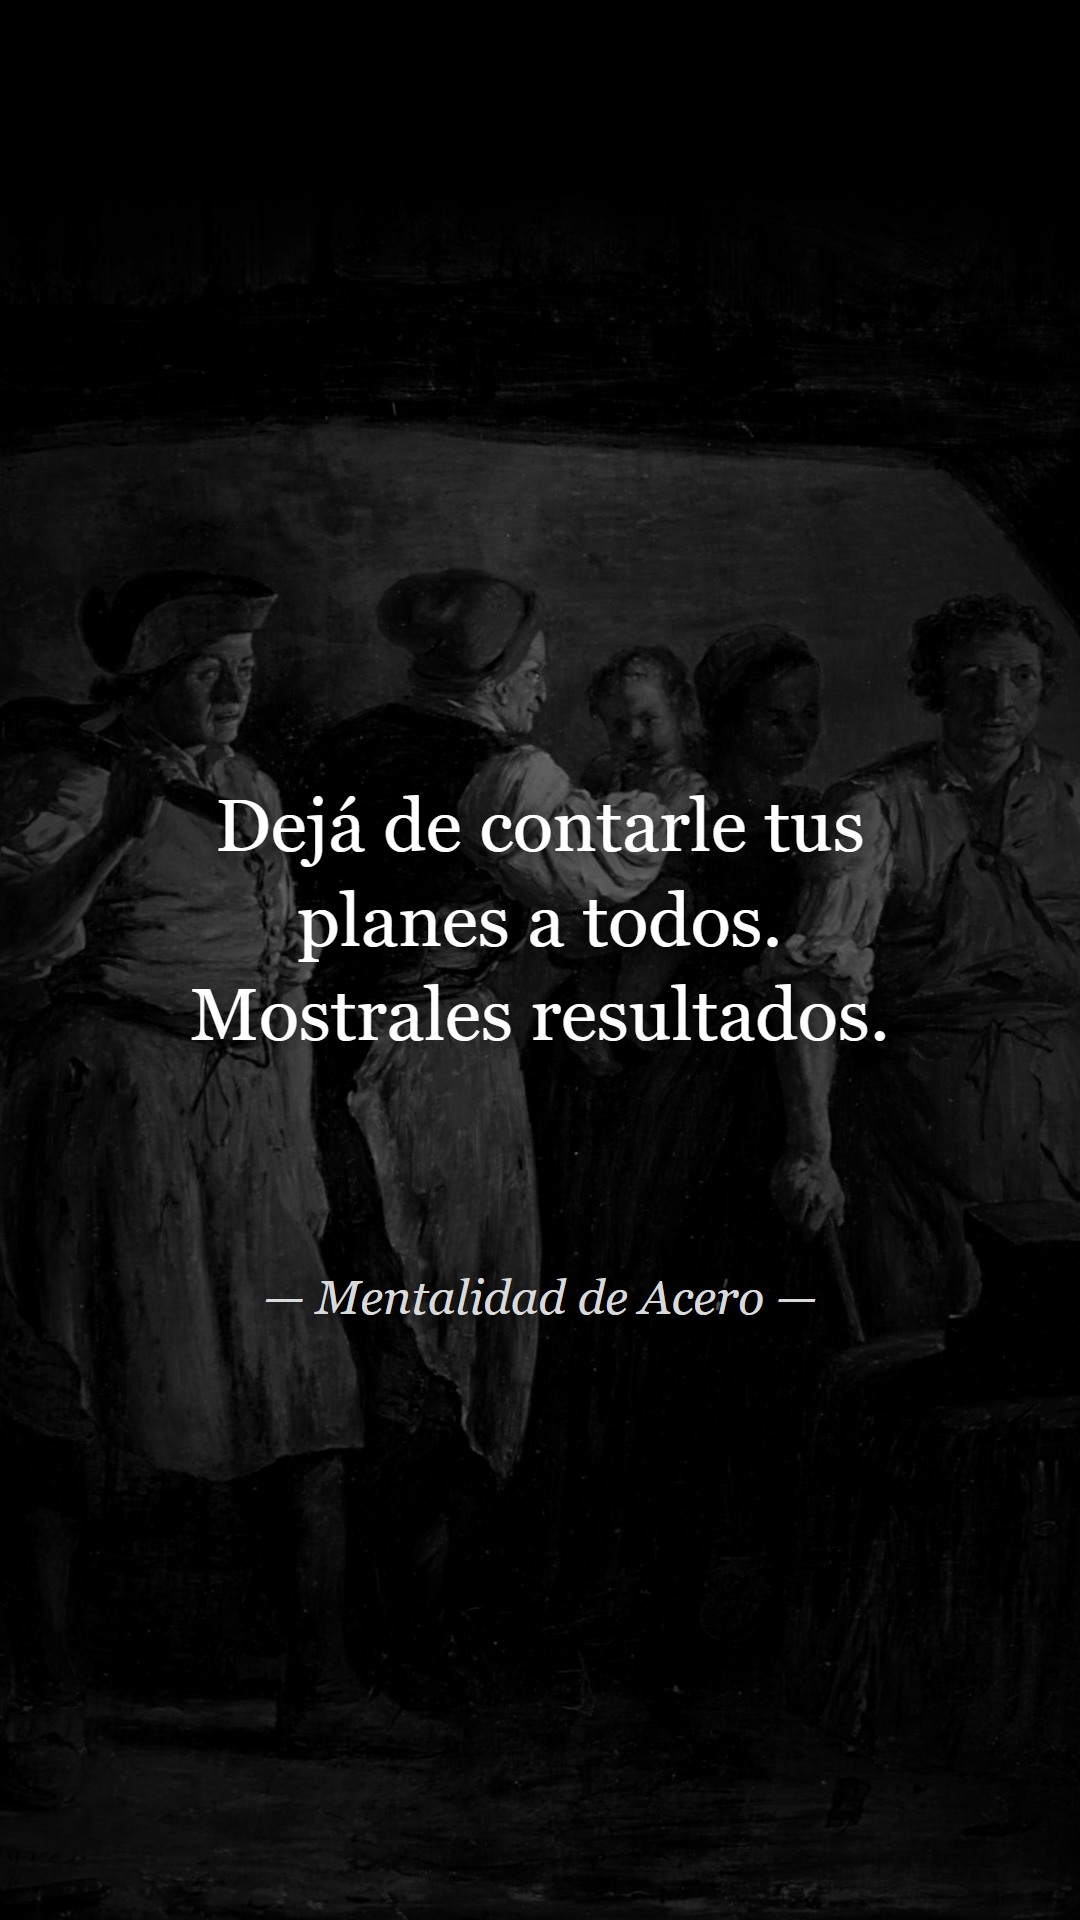 Dejá de contarle tus
planes a todos.
Mostrales resultados.
— Mentalidad de Acero —